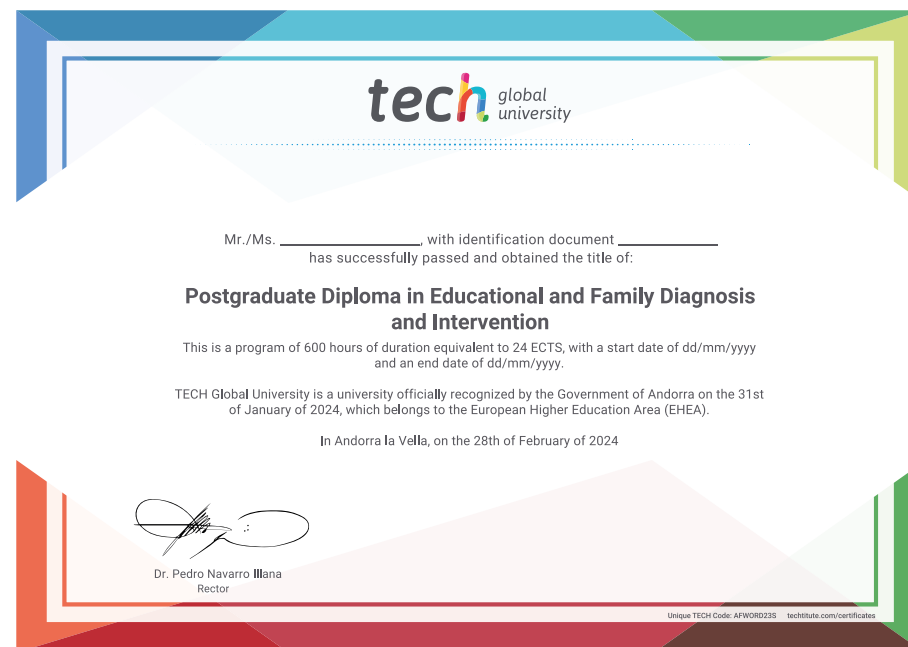 tech global university
Mr./Ms. ____________________, with identification document ______________
has successfully passed and obtained the title of:
Postgraduate Diploma in Educational and Family Diagnosis
and Intervention
This is a program of 600 hours of duration equivalent to 24 ECTS, with a start date of dd/mm/yyyy
and an end date of dd/mm/yyyy.
TECH Global University is a university officially recognized by the Government of Andorra on the 31st
of January of 2024, which belongs to the European Higher Education Area (EHEA).
In Andorra la Vella, on the 28th of February of 2024
Dr. Pedro Navarro Illana
Rector
Unique TECH Code: AFWORD23S techtitute.com/certificates